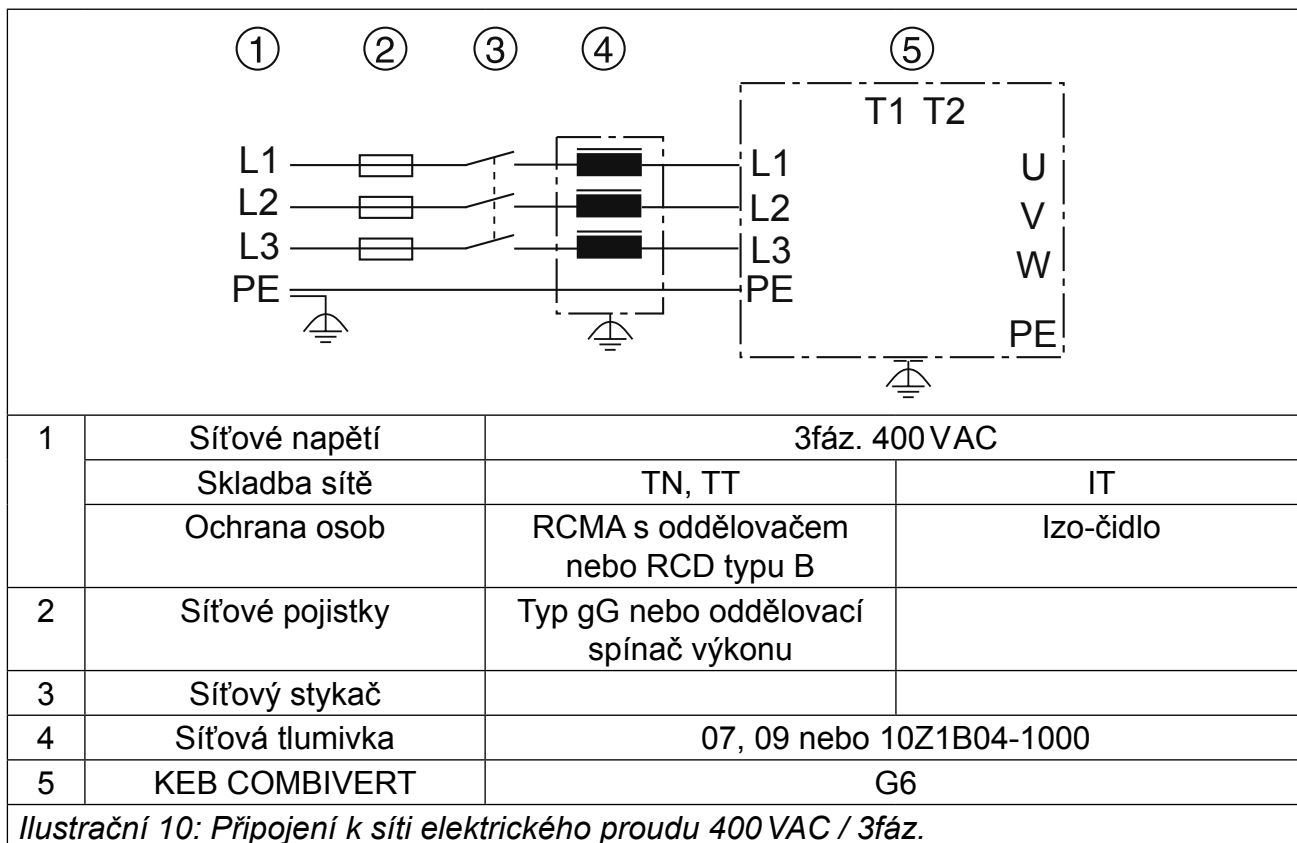 1 2 3 4 5
T1 T2
L1 L1 U
L2 L2 V
L3 L3 W
PE PE
PE
1 Síťové napětí 3fáz. 400 VAC
Skladba sítě TN, TT IT
Ochrana osob RCMA s oddělovačem Izo-čidlo
nebo RCD typu B
2 Síťové pojistky Typ gG nebo oddělovací
spínač výkonu
3 Síťový stykač
4 Síťová tlumivka 07, 09 nebo 10Z1B04-1000
5 KEB COMBIVERT G6
Ilustrační 10: Připojení k síti elektrického proudu 400 VAC / 3fáz.